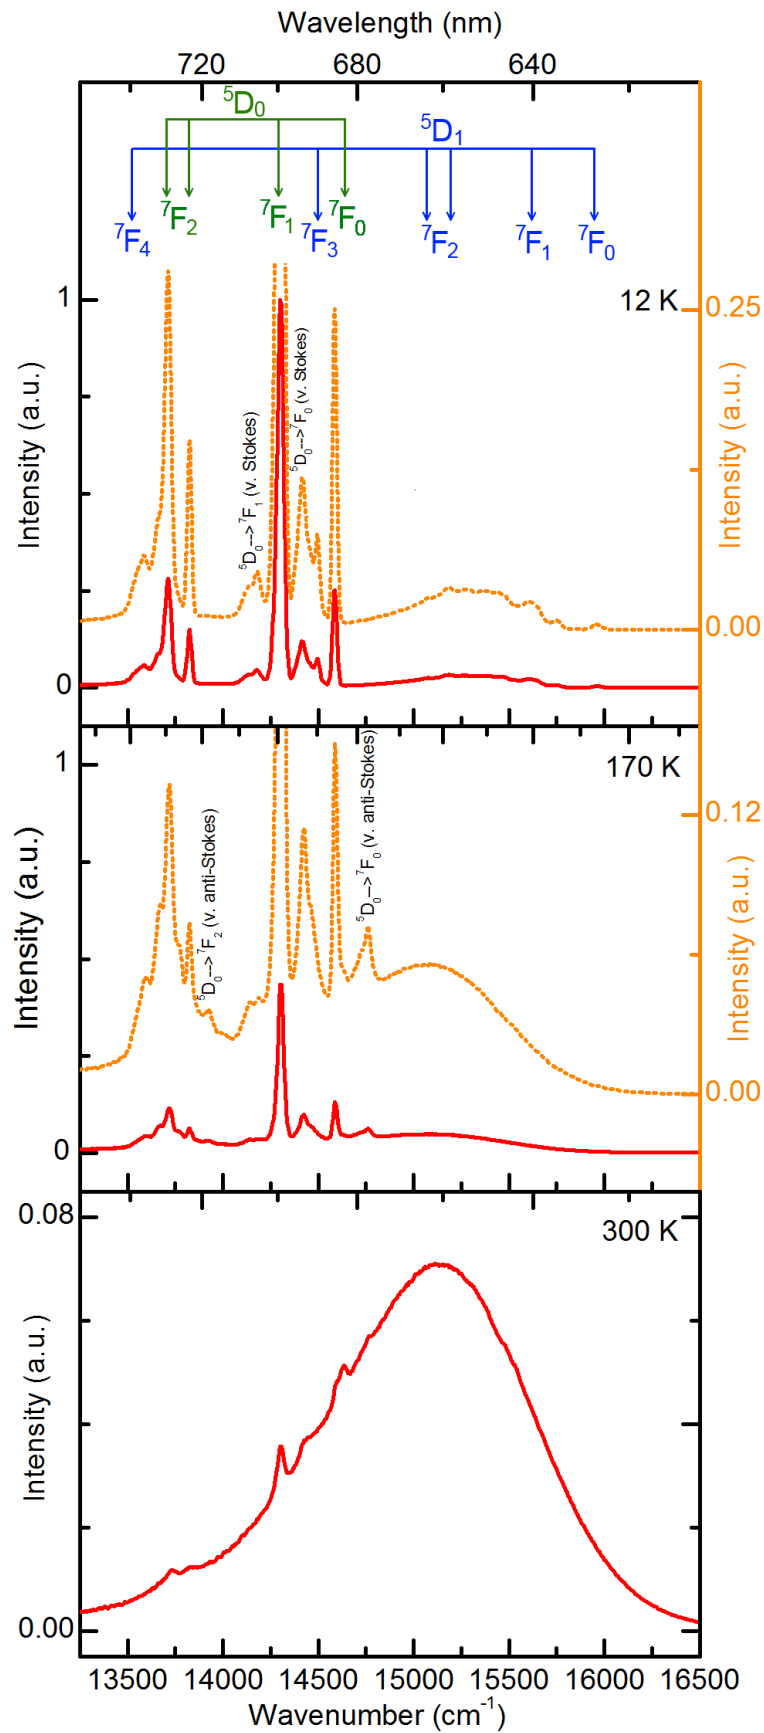 Wavelength (nm)
720 680 640
⁵D₀
⁵D₁
⁷F₄ ⁷F₂ ⁷F₁ ⁷F₃ ⁷F₀ ⁷F₂ ⁷F₁ ⁷F₀
12 K
1
0
Intensity (a.u.)
0.25
0.00
Intensity (a.u.)
⁵D₀-->⁷F₁ (v. Stokes)
⁵D₀-->⁷F₀ (v. Stokes)
170 K
1
0
Intensity (a.u.)
0.12
0.00
Intensity (a.u.)
⁵D₀-->⁷F₂ (v. anti-Stokes)
⁵D₀-->⁷F₀ (v. anti-Stokes)
300 K
0.08
0.00
Intensity (a.u.)
13500 14000 14500 15000 15500 16000 16500
Wavenumber (cm⁻¹)